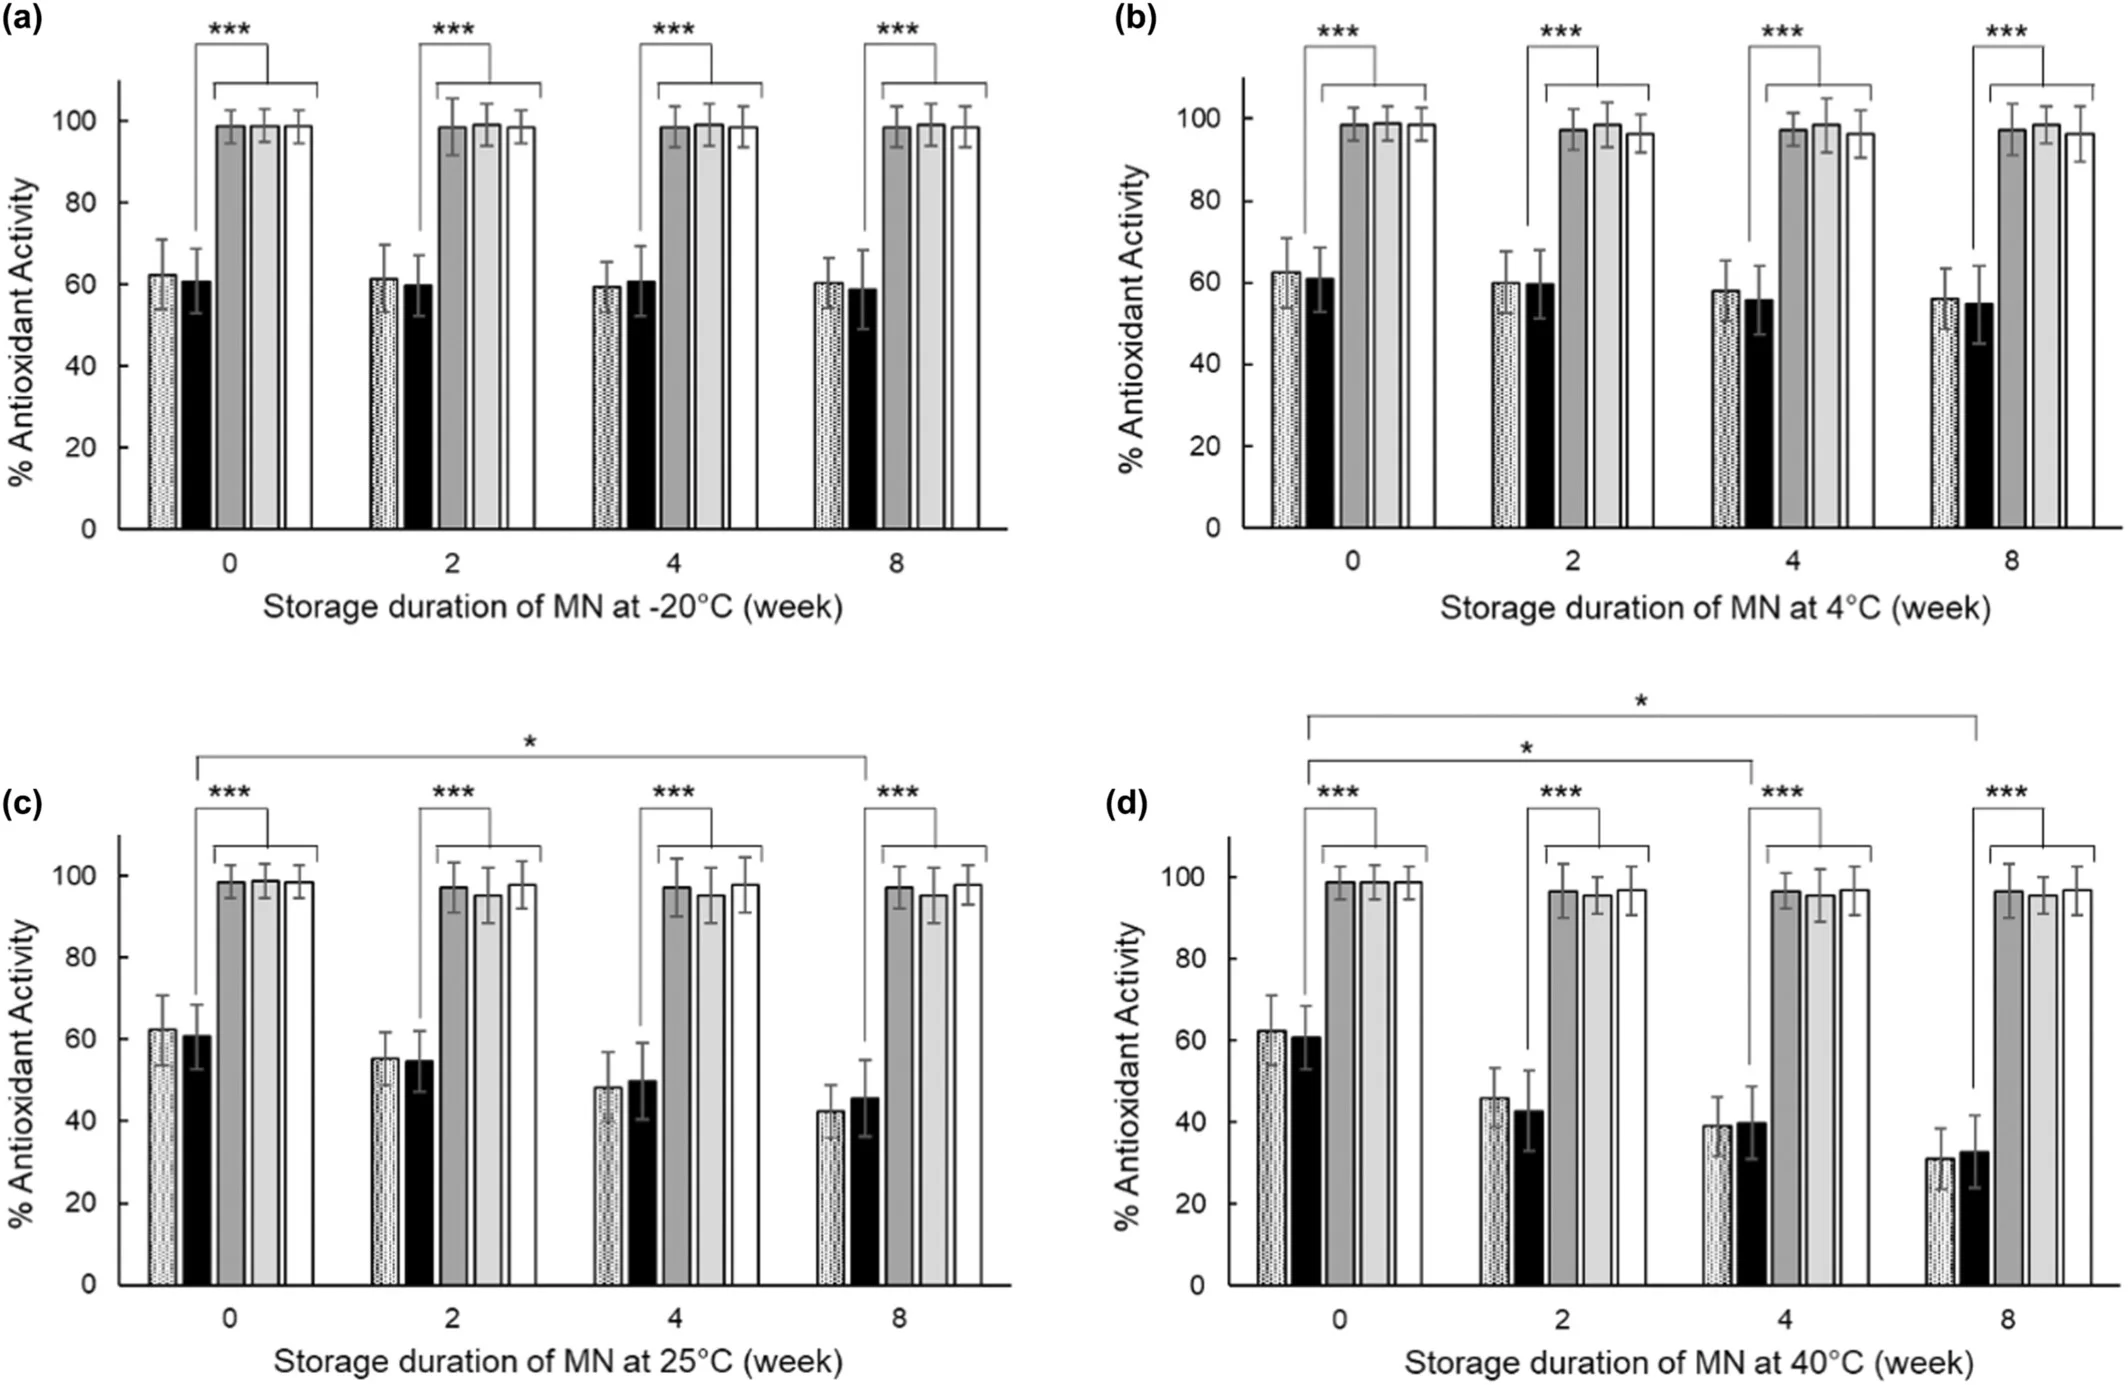 (a)
*** *** *** ***
% Antioxidant Activity
100
80
60
40
20
0
0 2 4 8
Storage duration of MN at -20°C (week)
(b)
*** *** *** ***
% Antioxidant Activity
100
80
60
40
20
0
0 2 4 8
Storage duration of MN at 4°C (week)
(c)
*
*** *** *** ***
% Antioxidant Activity
100
80
60
40
20
0
0 2 4 8
Storage duration of MN at 25°C (week)
(d)
*
*
*** *** *** ***
% Antioxidant Activity
100
80
60
40
20
0
0 2 4 8
Storage duration of MN at 40°C (week)